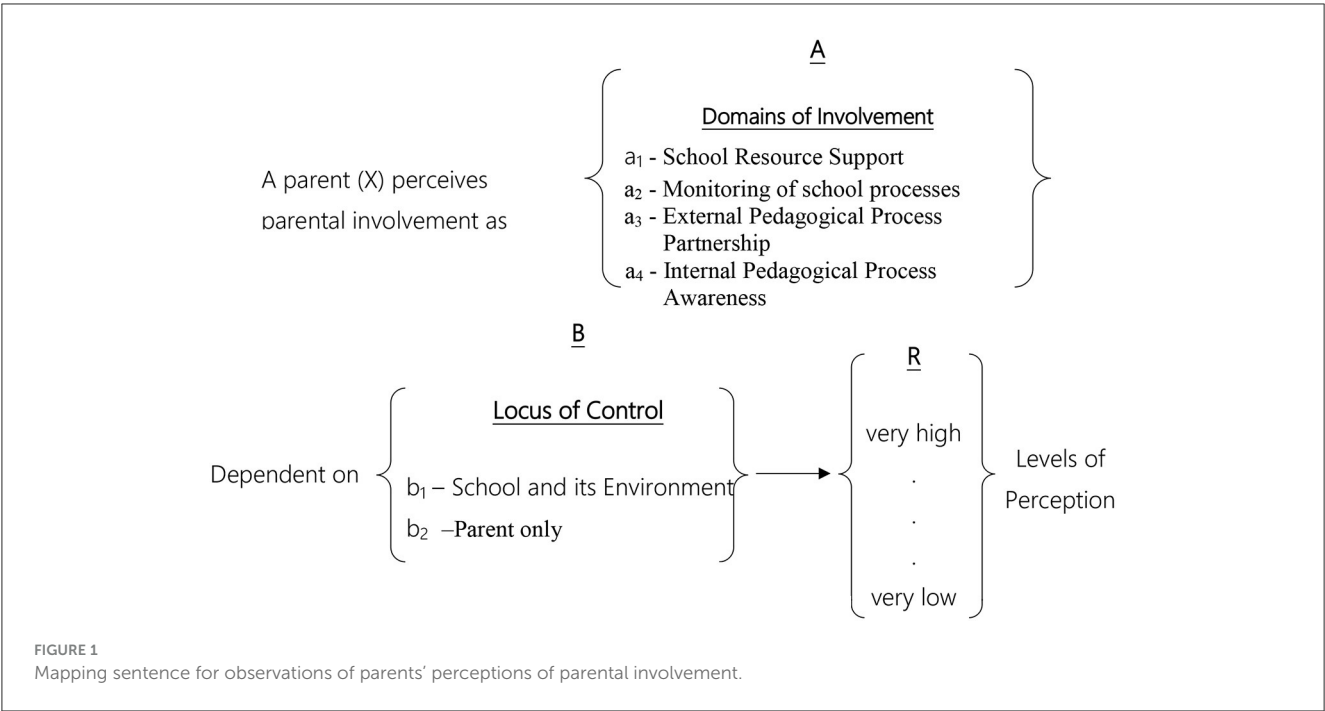 A
Domains of Involvement
A parent (X) perceives
parental involvement as
a₁ - School Resource Support
a₂ - Monitoring of school processes
a₃ - External Pedagogical Process
Partnership
a₄ - Internal Pedagogical Process
Awareness
B
Locus of Control
Dependent on
b₁ – School and its Environment
b₂ –Parent only
R
very high
.
.
.
very low
Levels of
Perception
FIGURE 1
Mapping sentence for observations of parents’ perceptions of parental involvement.